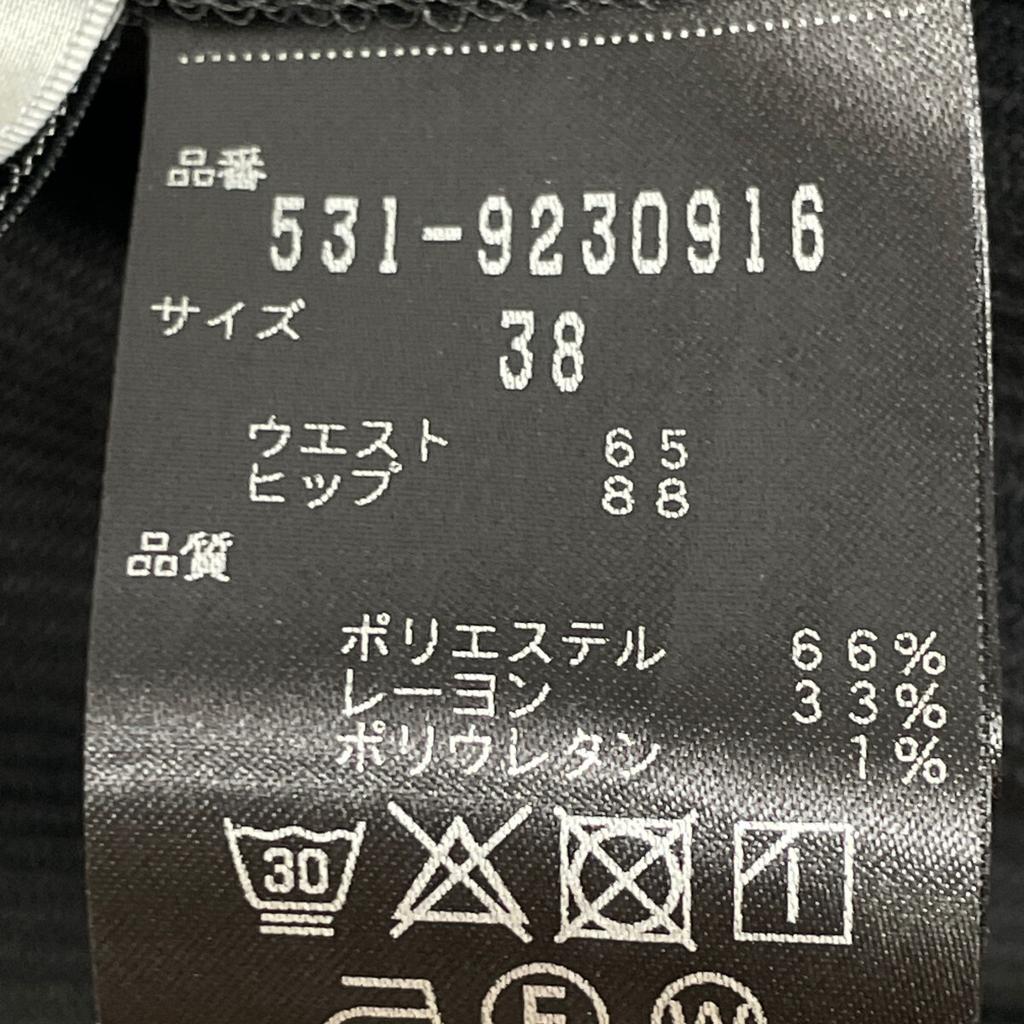 品番
531-9230916
サイズ 38
ウエスト 65
ヒップ 88
品質
ポリエステル 66%
レーヨン 33%
ポリウレタン 1%
30
F W